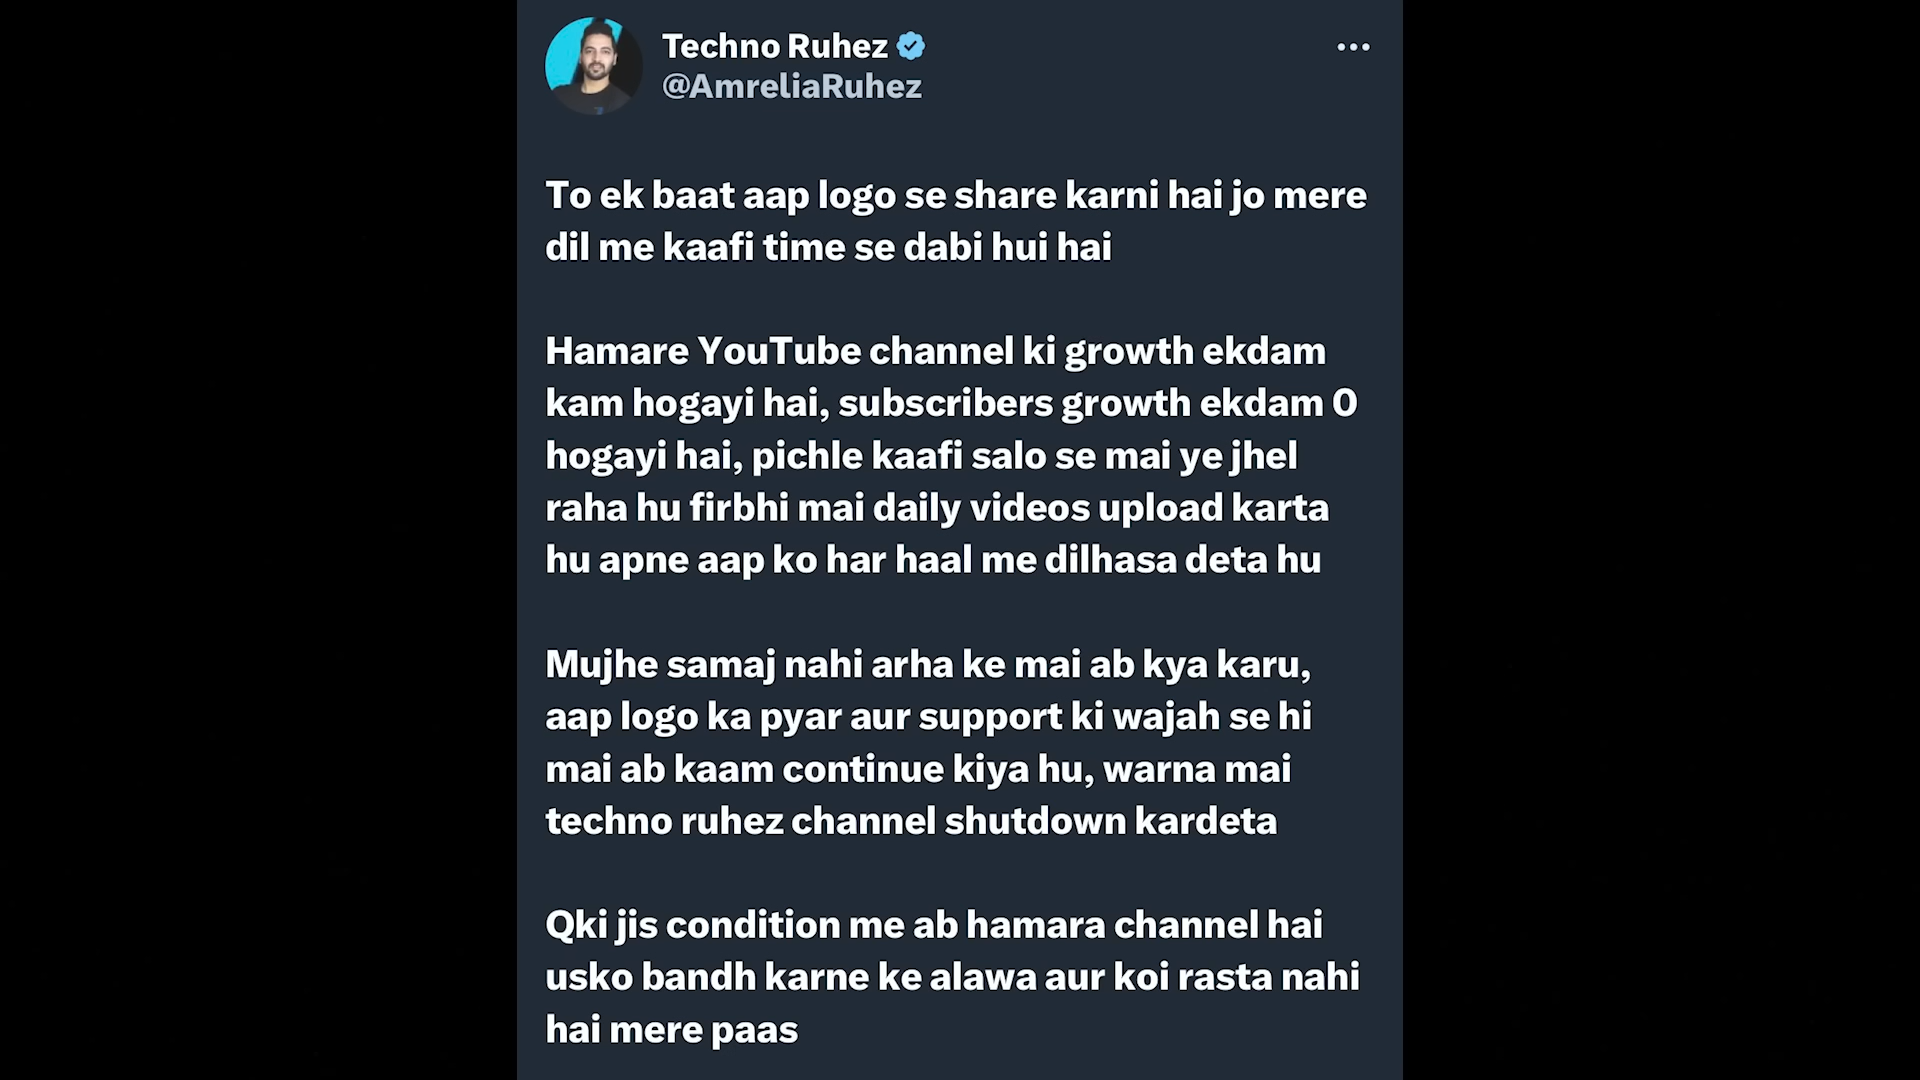 Techno Ruhez
@AmreliaRuhez
To ek baat aap logo se share karni hai jo mere
dil me kaafi time se dabi hui hai
Hamare YouTube channel ki growth ekdam
kam hogayi hai, subscribers growth ekdam 0
hogayi hai, pichle kaafi salo se mai ye jhel
raha hu firbhi mai daily videos upload karta
hu apne aap ko har haal me dilhasa deta hu
Mujhe samaj nahi arha ke mai ab kya karu,
aap logo ka pyar aur support ki wajah se hi
mai ab kaam continue kiya hu, warna mai
techno ruhez channel shutdown kardeta
Qki jis condition me ab hamara channel hai
usko bandh karne ke alawa aur koi rasta nahi
hai mere paas